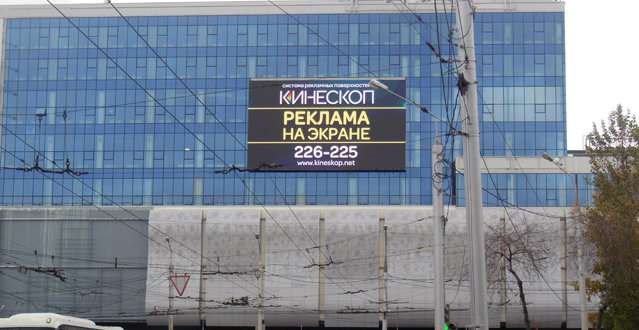 система рекламных поверхностей
КИНЕСКОП
РЕКЛАМА
НА ЭКРАНЕ
226-225
www.kineskop.net